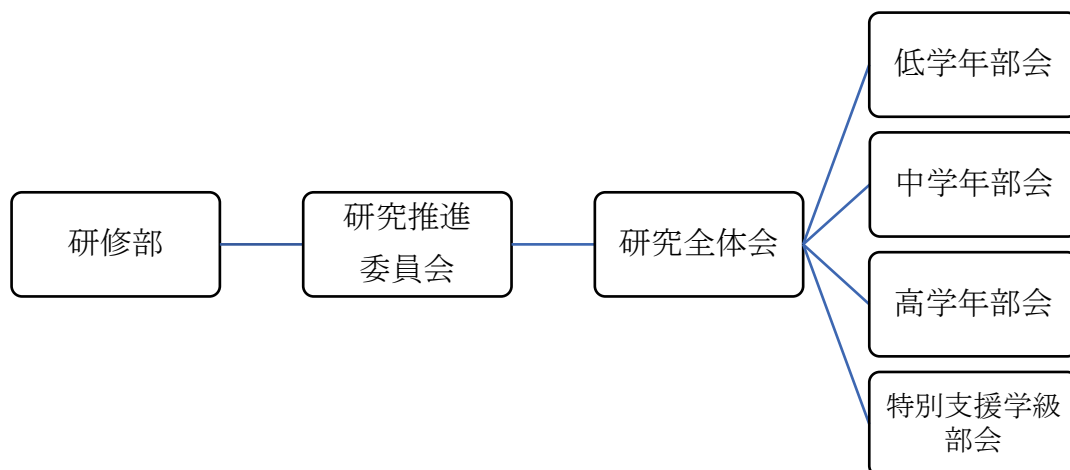 研修部
研究推進
委員会
研究全体会
低学年部会
中学年部会
高学年部会
特別支援学級
部会